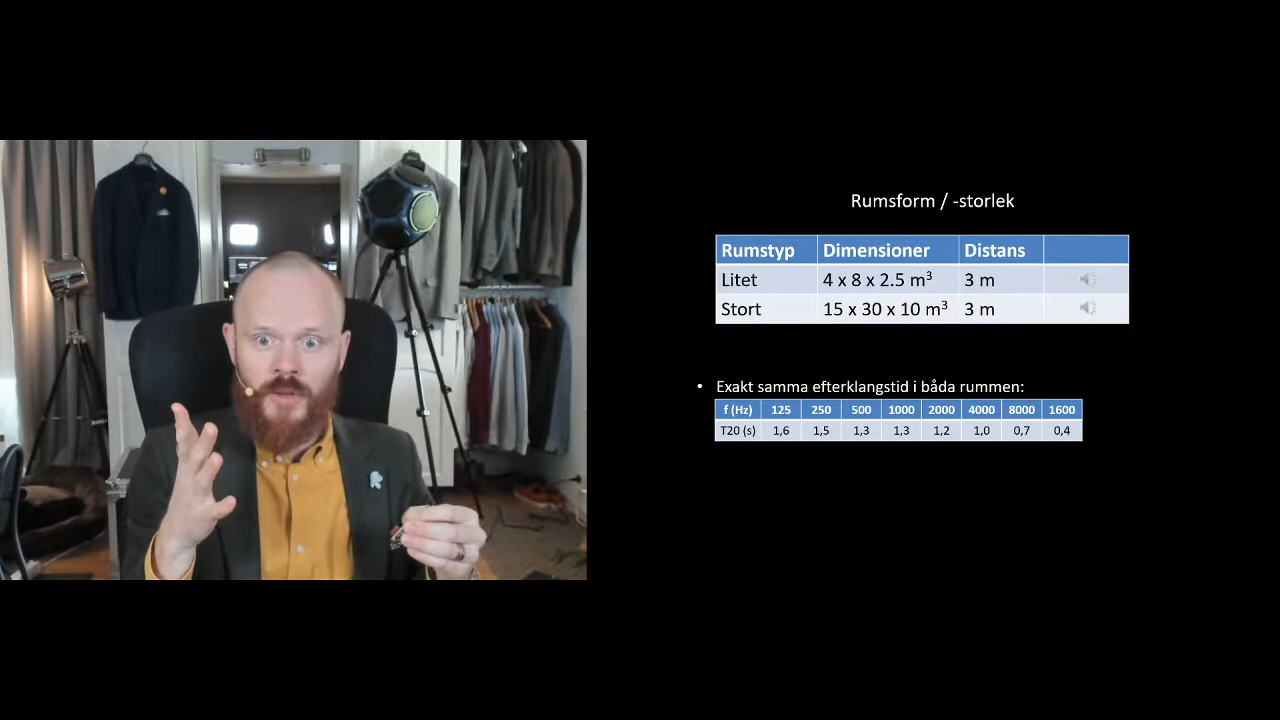 Rumsform / -storlek
Rumstyp Dimensioner Distans
Litet 4 x 8 x 2.5 m³ 3 m
Stort 15 x 30 x 10 m³ 3 m
• Exakt samma efterklangstid i båda rummen:
f (Hz) 125 250 500 1000 2000 4000 8000 1600
T20 (s) 1,6 1,5 1,3 1,3 1,2 1,0 0,7 0,4